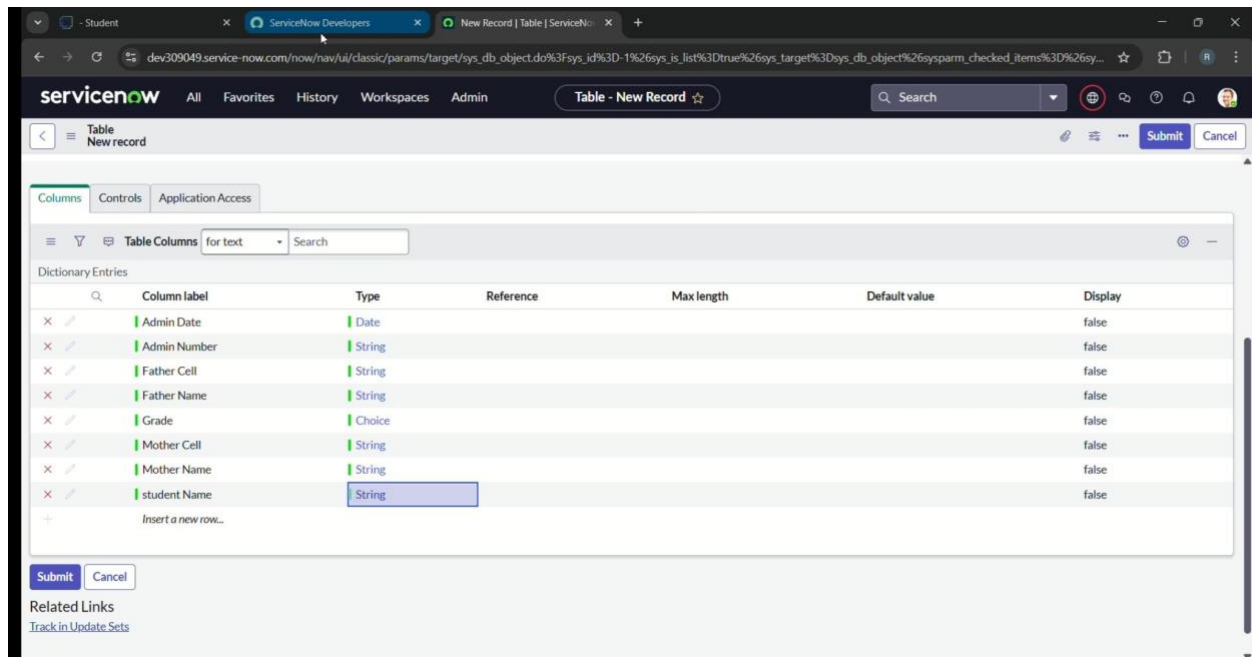 - Student
ServiceNow Developers
New Record | Table | ServiceNo
dev309049.service-now.com/now/nav/ui/classic/params/target/sys_db_object.do%3Fsys_id%3D-1%26sys_is_list%3Dtrue%26sys_target%3Dsys_db_object%26sysparm_checked_items%3D%26sy...
R
servicenow All Favorites History Workspaces Admin Table - New Record Search
Table
New record
Submit Cancel
Columns Controls Application Access
Table Columns for text Search
Dictionary Entries
Column label Type Reference Max length Default value Display
Admin Date Date false
Admin Number String false
Father Cell String false
Father Name String false
Grade Choice false
Mother Cell String false
Mother Name String false
student Name String false
Insert a new row...
Submit Cancel
Related Links
Track in Update Sets